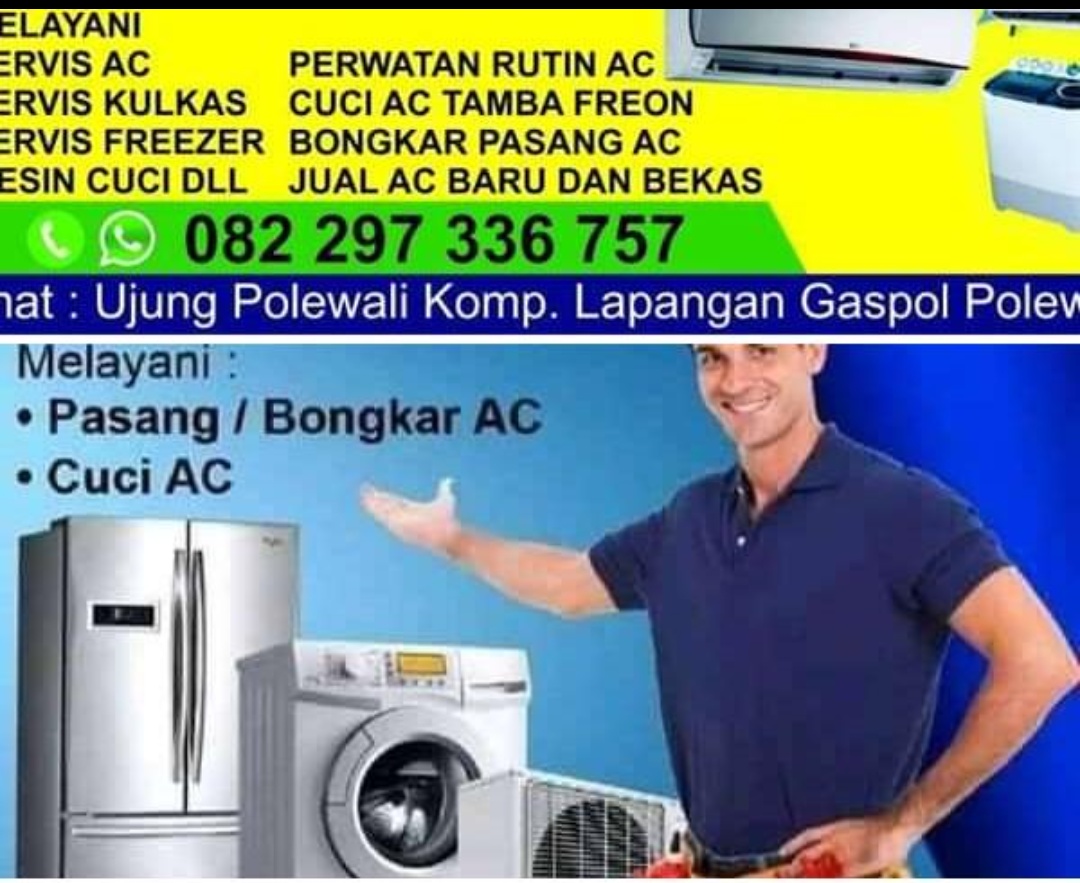 ELAYANI
ERVIS AC
ERVIS KULKAS
ERVIS FREEZER
ESIN CUCI DLL
PERWATAN RUTIN AC
CUCI AC TAMBA FREON
BONGKAR PASANG AC
JUAL AC BARU DAN BEKAS
082 297 336 757
nat : Ujung Polewali Komp. Lapangan Gaspol Polew
Melayani :
• Pasang / Bongkar AC
• Cuci AC